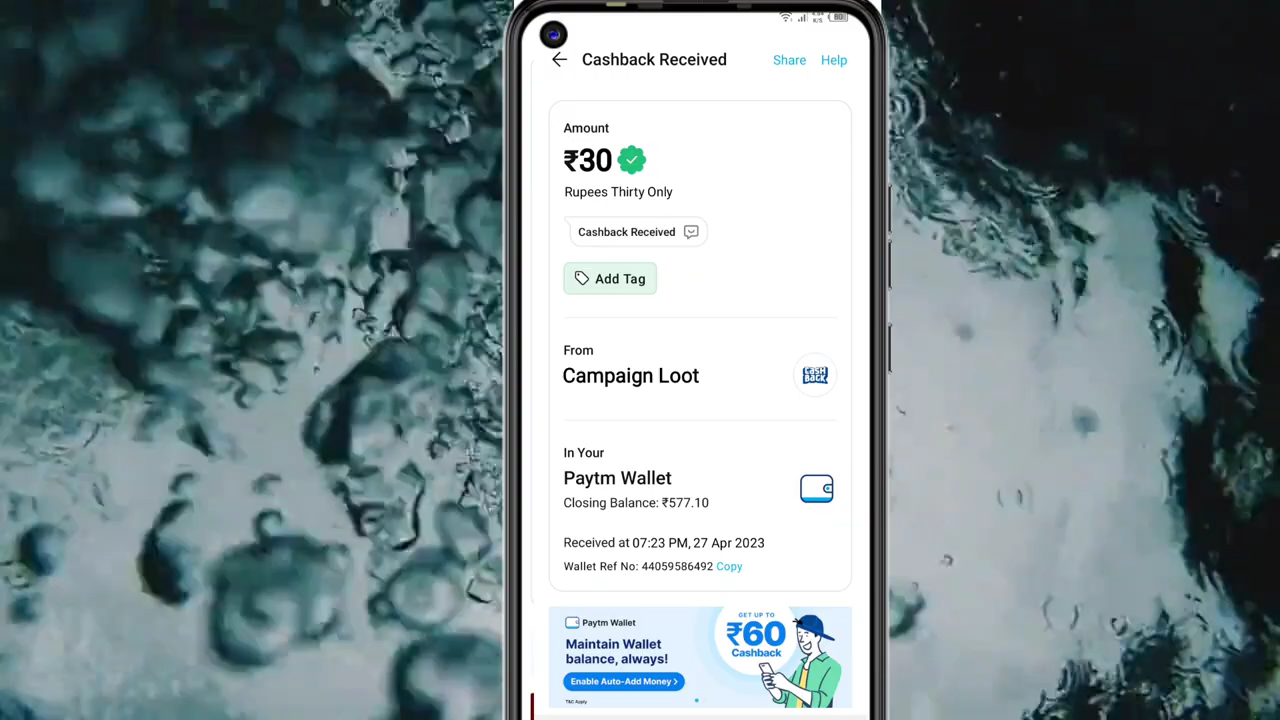 Cashback Received
Share
Help
Amount
₹30
Rupees Thirty Only
Cashback Received
Add Tag
From
Campaign Loot
CASH
BACK
In Your
Paytm Wallet
Closing Balance: ₹577.10
Received at 07:23 PM, 27 Apr 2023
Wallet Ref No: 44059586492 Copy
Paytm Wallet
Maintain Wallet
balance, always!
Enable Auto-Add Money >
T&C Apply
GET UP TO
₹60
Cashback